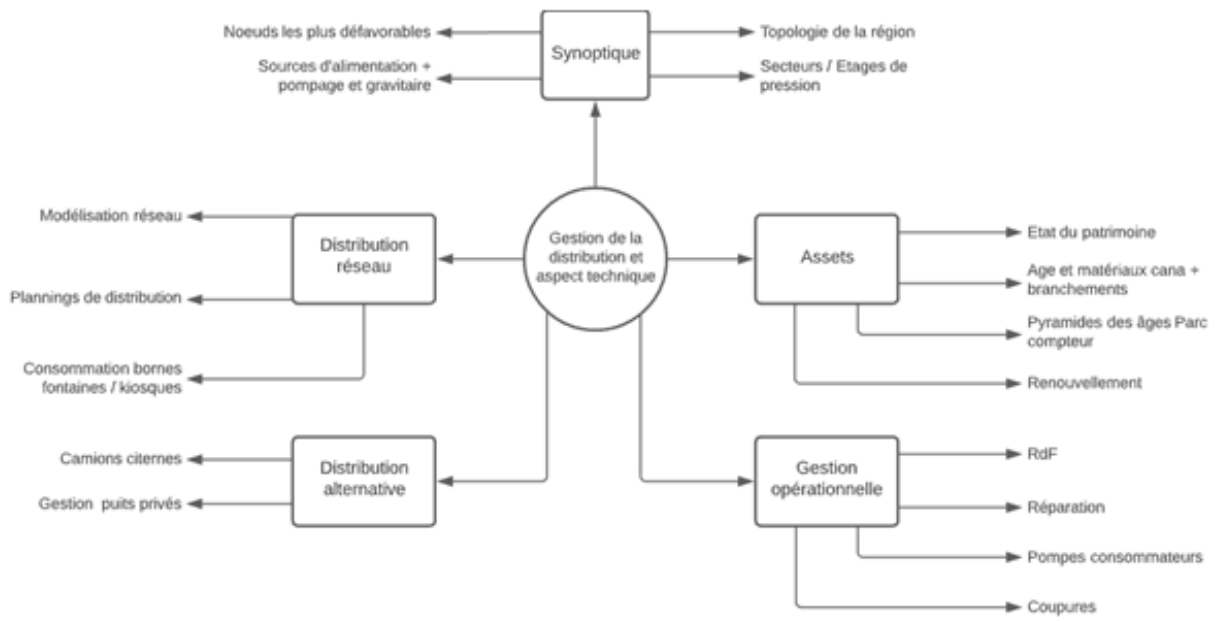 Noeuds les plus défavorables
Sources d'alimentation +
pompage et gravitaire
Synoptique
Topologie de la région
Secteurs / Etages de
pression
Modélisation réseau
Plannings de distribution
Consommation bornes
fontaines / kiosques
Distribution
réseau
Gestion de la
distribution et
aspect technique
Assets
Etat du patrimoine
Age et matériaux cana +
branchements
Pyramides des âges Parc
compteur
Renouvellement
Camions citernes
Gestion puits privés
Distribution
alternative
Gestion
opérationnelle
RdF
Réparation
Pompes consommateurs
Coupures